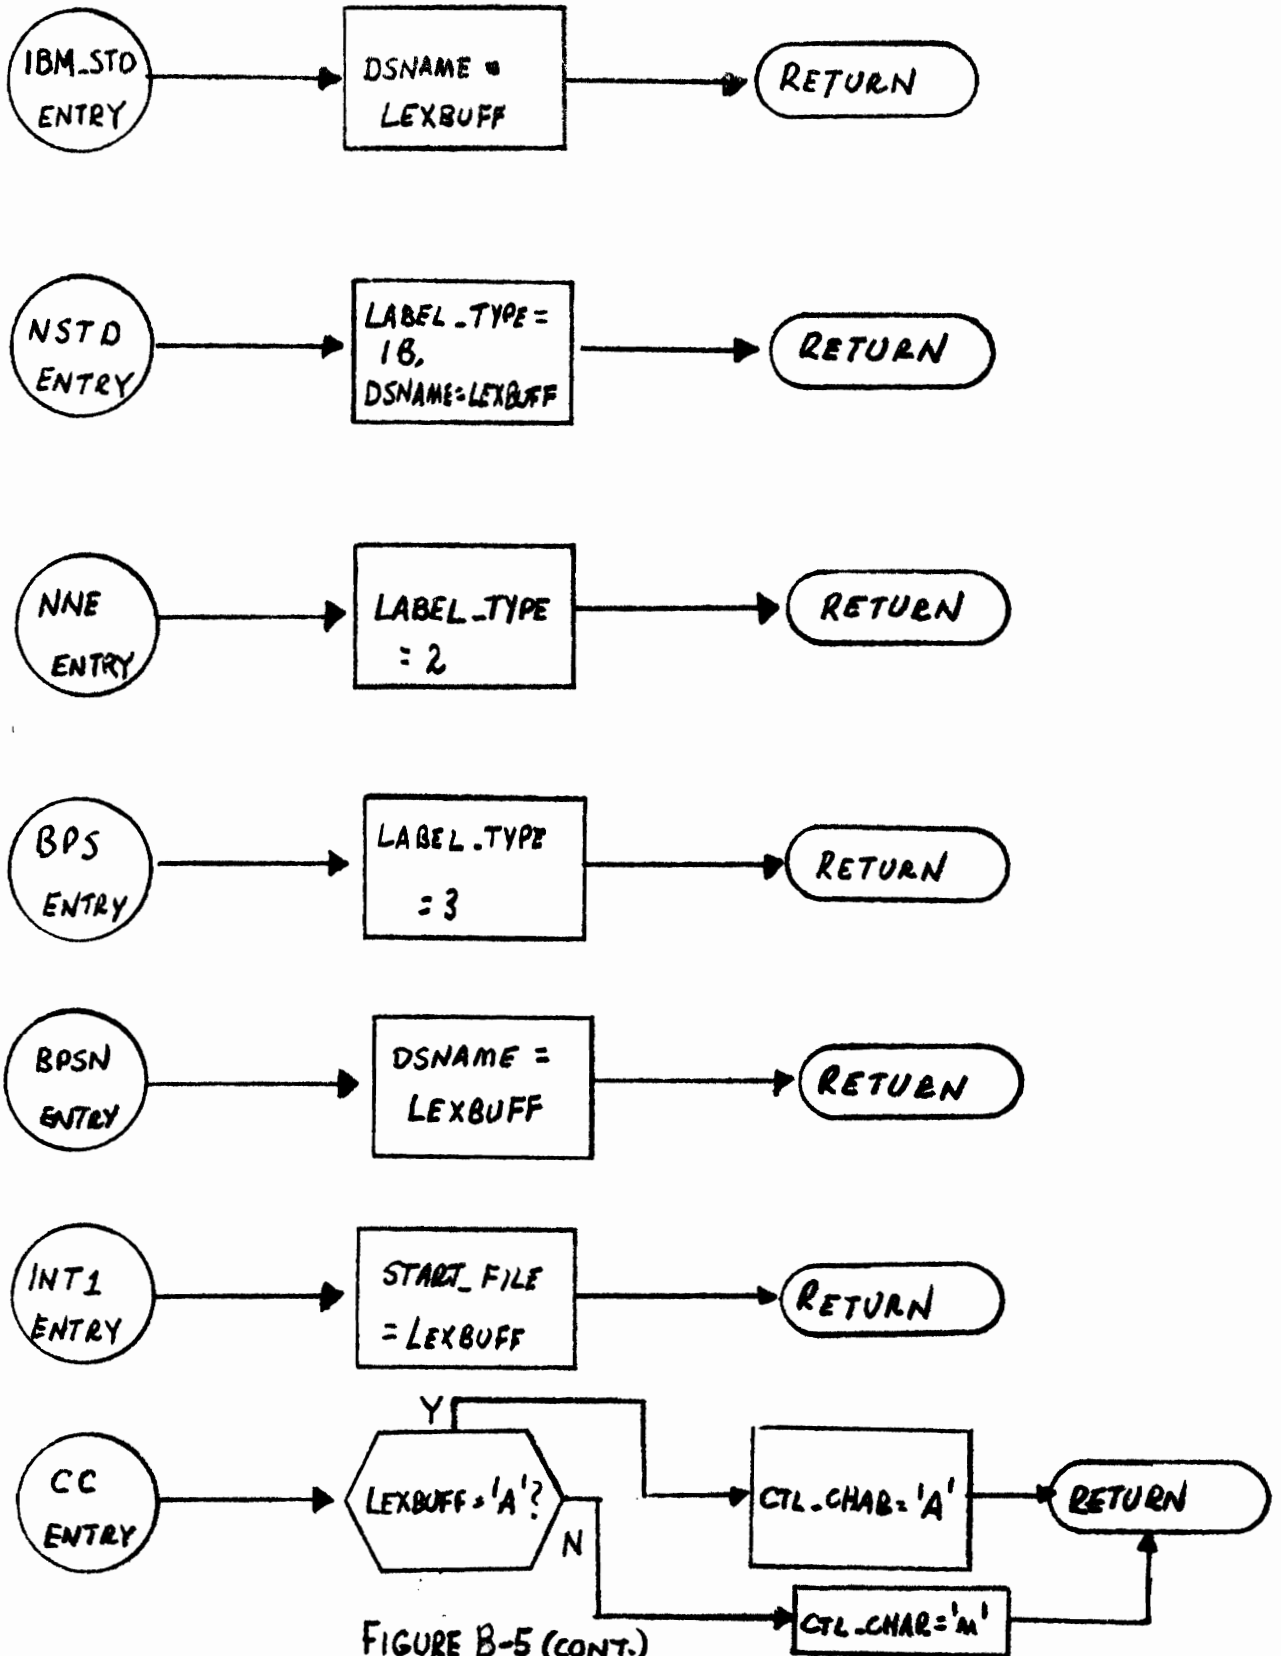 IBM_STD
ENTRY
DSNAME =
LEXBUFF
RETURN
NSTD
ENTRY
LABEL_TYPE =
1B,
DSNAME=LEXBUFF
RETURN
NNE
ENTRY
LABEL_TYPE
= 2
RETURN
BPS
ENTRY
LABEL_TYPE
= 3
RETURN
BPSN
ENTRY
DSNAME =
LEXBUFF
RETURN
INT1
ENTRY
START_FILE
= LEXBUFF
RETURN
CC
ENTRY
Y
LEXBUFF = 'A'?
N
CTL_CHAR = 'A'
RETURN
CTL_CHAR = 'M'
FIGURE B-5 (CONT.)